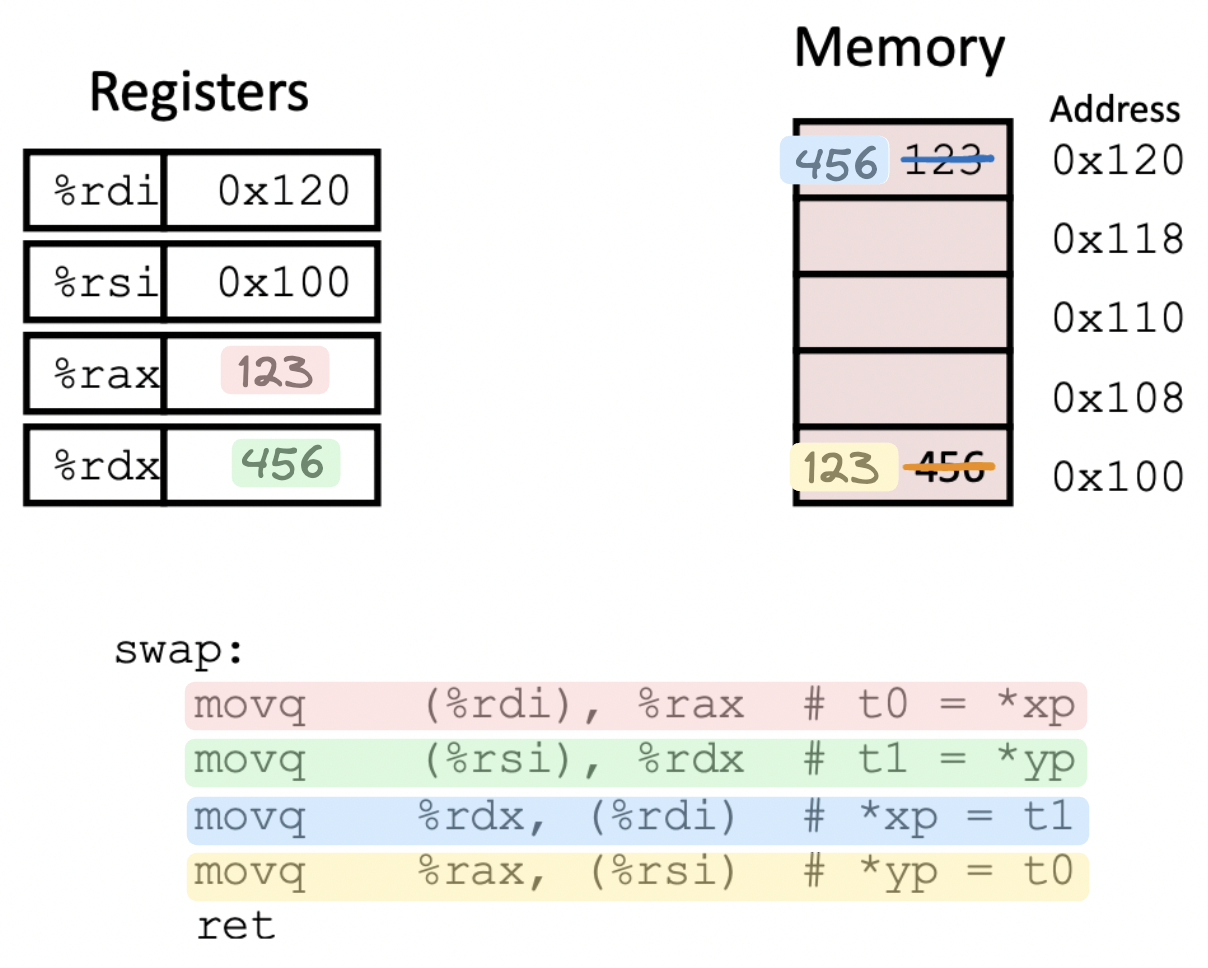 Memory
Registers
Address
%rdi 0x120
456 123 0x120
%rsi 0x100
0x118
0x110
%rax 123
0x108
%rdx 456
123 456 0x100
swap:
movq (%rdi), %rax # t0 = *xp
movq (%rsi), %rdx # t1 = *yp
movq %rdx, (%rdi) # *xp = t1
movq %rax, (%rsi) # *yp = t0
ret